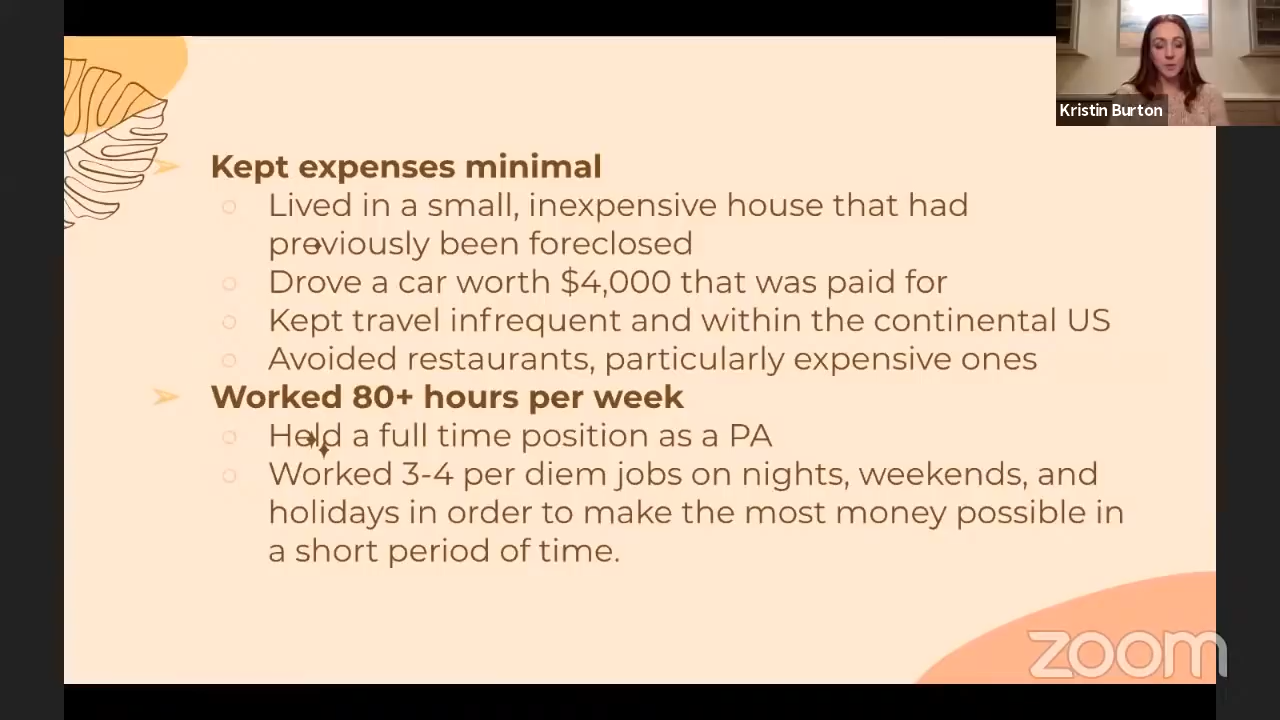 Kristin Burton
➢ Kept expenses minimal
○ Lived in a small, inexpensive house that had
previously been foreclosed
○ Drove a car worth $4,000 that was paid for
○ Kept travel infrequent and within the continental US
○ Avoided restaurants, particularly expensive ones
➢ Worked 80+ hours per week
○ Held a full time position as a PA
○ Worked 3-4 per diem jobs on nights, weekends, and
holidays in order to make the most money possible in
a short period of time.
zoom